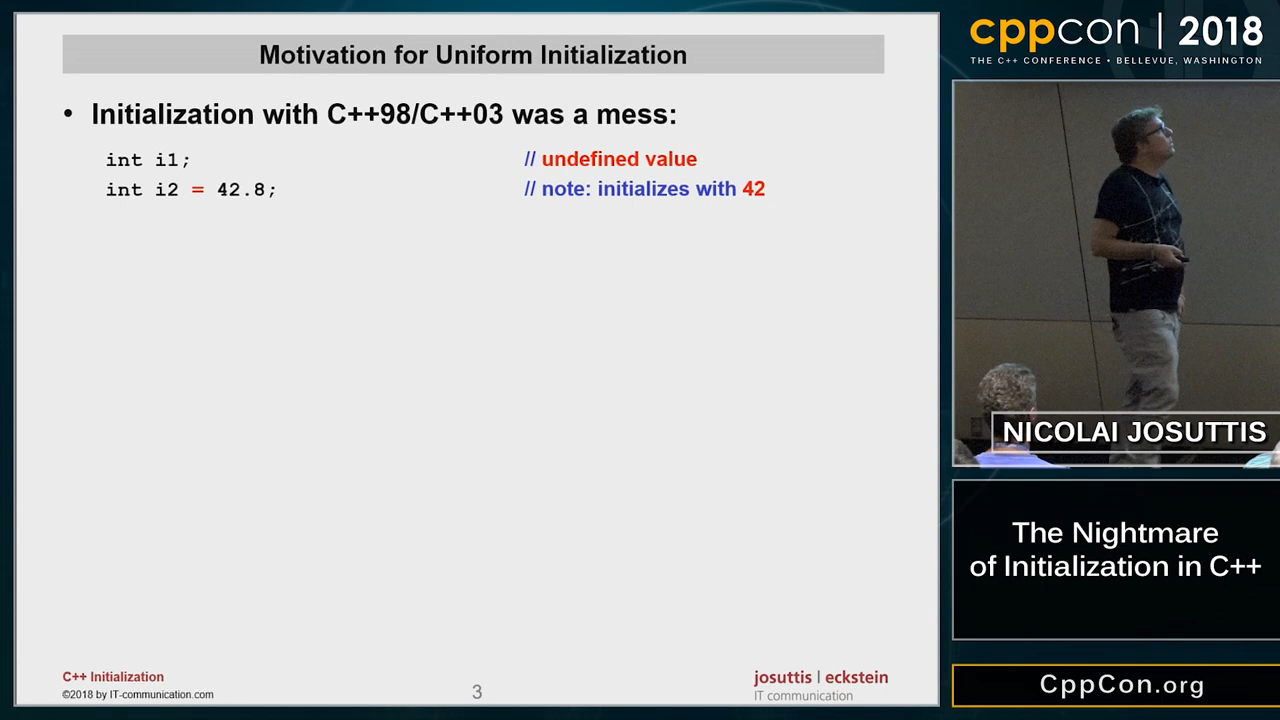 Motivation for Uniform Initialization
• Initialization with C++98/C++03 was a mess:
int i1; // undefined value
int i2 = 42.8; // note: initializes with 42
C++ Initialization
©2018 by IT-communication.com
3
josuttis | eckstein
IT communication
cppcon | 2018
THE C++ CONFERENCE • BELLEVUE, WASHINGTON
NICOLAI JOSUTTIS
The Nightmare
of Initialization in C++
CppCon.org